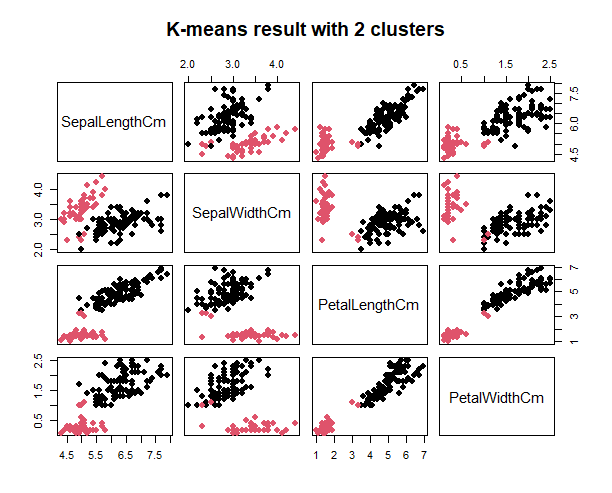 K-means result with 2 clusters
2.0 3.0 4.0
0.5 1.5 2.5
SepalLengthCm
4.5 6.0 7.5
2.0 3.0 4.0
SepalWidthCm
PetalLengthCm
1 3 5 7
0.5 1.5 2.5
PetalWidthCm
4.5 5.5 6.5 7.5
1 2 3 4 5 6 7